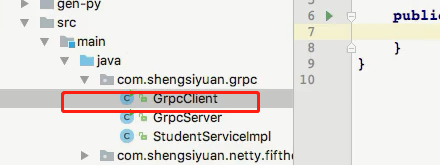 gen-py
src
main
java
com.shengsiyuan.grpc
GrpcClient
GrpcServer
StudentServiceImpl
com.shengsiyuan.netty.fifthe
6 public
7
8 }
9 }
10